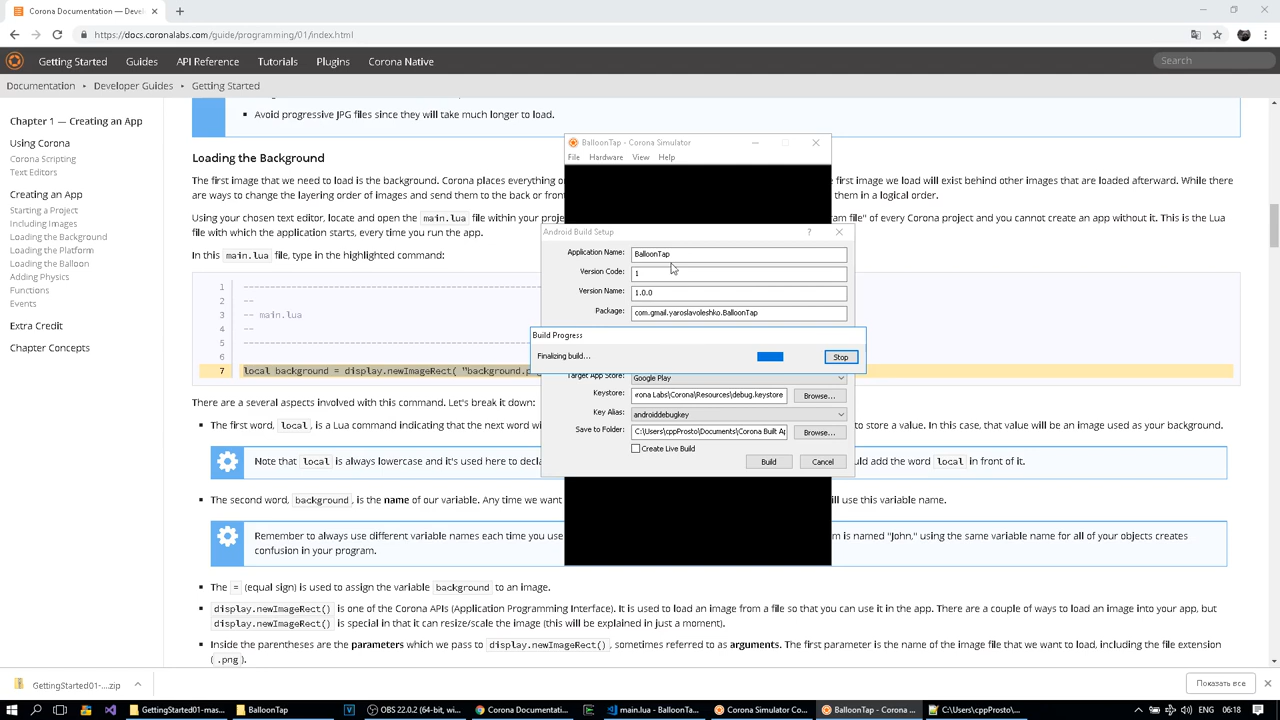 Corona Documentation — Devel
https://docs.coronalabs.com/guide/programming/01/index.html
Getting Started
Guides
API Reference
Tutorials
Plugins
Corona Native
Search
Documentation
Developer Guides
Getting Started
Chapter 1 — Creating an App
Using Corona
Corona Scripting
Text Editors
Creating an App
Starting a Project
Including Images
Loading the Background
Loading the Platform
Loading the Balloon
Adding Physics
Functions
Events
Extra Credit
Chapter Concepts
Avoid progressive JPG files since they will take much longer to load.
Loading the Background
The first image that we need to load is the background. Corona places everything o
first image we load will exist behind other images that are loaded afterward. While there
are ways to change the layering order of images and send them to the back or front
them in a logical order.
Using your chosen text editor, locate and open the main.lua file within your proje
am file" of every Corona project and you cannot create an app without it. This is the Lua
file with which the application starts, every time you run the app.
In this main.lua file, type in the highlighted command:
1 --
2 --
3 -- main.lua
4 --
5 --
6
7 local background = display.newImageRect( "background.p
There are a several aspects involved with this command. Let's break it down:
The first word, local, is a Lua command indicating that the next word wi
to store a value. In this case, that value will be an image used as your background.
Note that local is always lowercase and it's used here to decla
uld add the word local in front of it.
The second word, background, is the name of our variable. Any time we want
ill use this variable name.
Remember to always use different variable names each time you use
m is named "John," using the same variable name for all of your objects creates
confusion in your program.
The = (equal sign) is used to assign the variable background to an image.
display.newImageRect() is one of the Corona APIs (Application Programming Interface). It is used to load an image from a file so that you can use it in the app. There are a couple of ways to load an image into your app, but
display.newImageRect() is special in that it can resize/scale the image (this will be explained in just a moment).
Inside the parentheses are the parameters which we pass to display.newImageRect(), sometimes referred to as arguments. The first parameter is the name of the image file that we want to load, including the file extension
(.png).
BalloonTap - Corona Simulator
File Hardware View Help
Android Build Setup
Application Name: BalloonTap
Version Code: 1
Version Name: 1.0.0
Package: com.gmail.yaroslavoleshko.BalloonTap
Build Progress
Finalizing build...
Stop
Target App Store: Google Play
Keystore: rona Labs\Corona\Resources\debug.keystore Browse...
Key Alias: androiddebugkey
Save to Folder: C:\Users\cppProsto\Documents\Corona Built Ap Browse...
Create Live Build
Build Cancel
GettingStarted01-....zip
Показать все
GettingStarted01-mas...
BalloonTap
OBS 22.0.2 (64-bit, wi...
Corona Documentatio...
main.lua - BalloonTa...
Corona Simulator Co...
BalloonTap - Corona ...
C:\Users\cppProsto\...
ENG
06:18